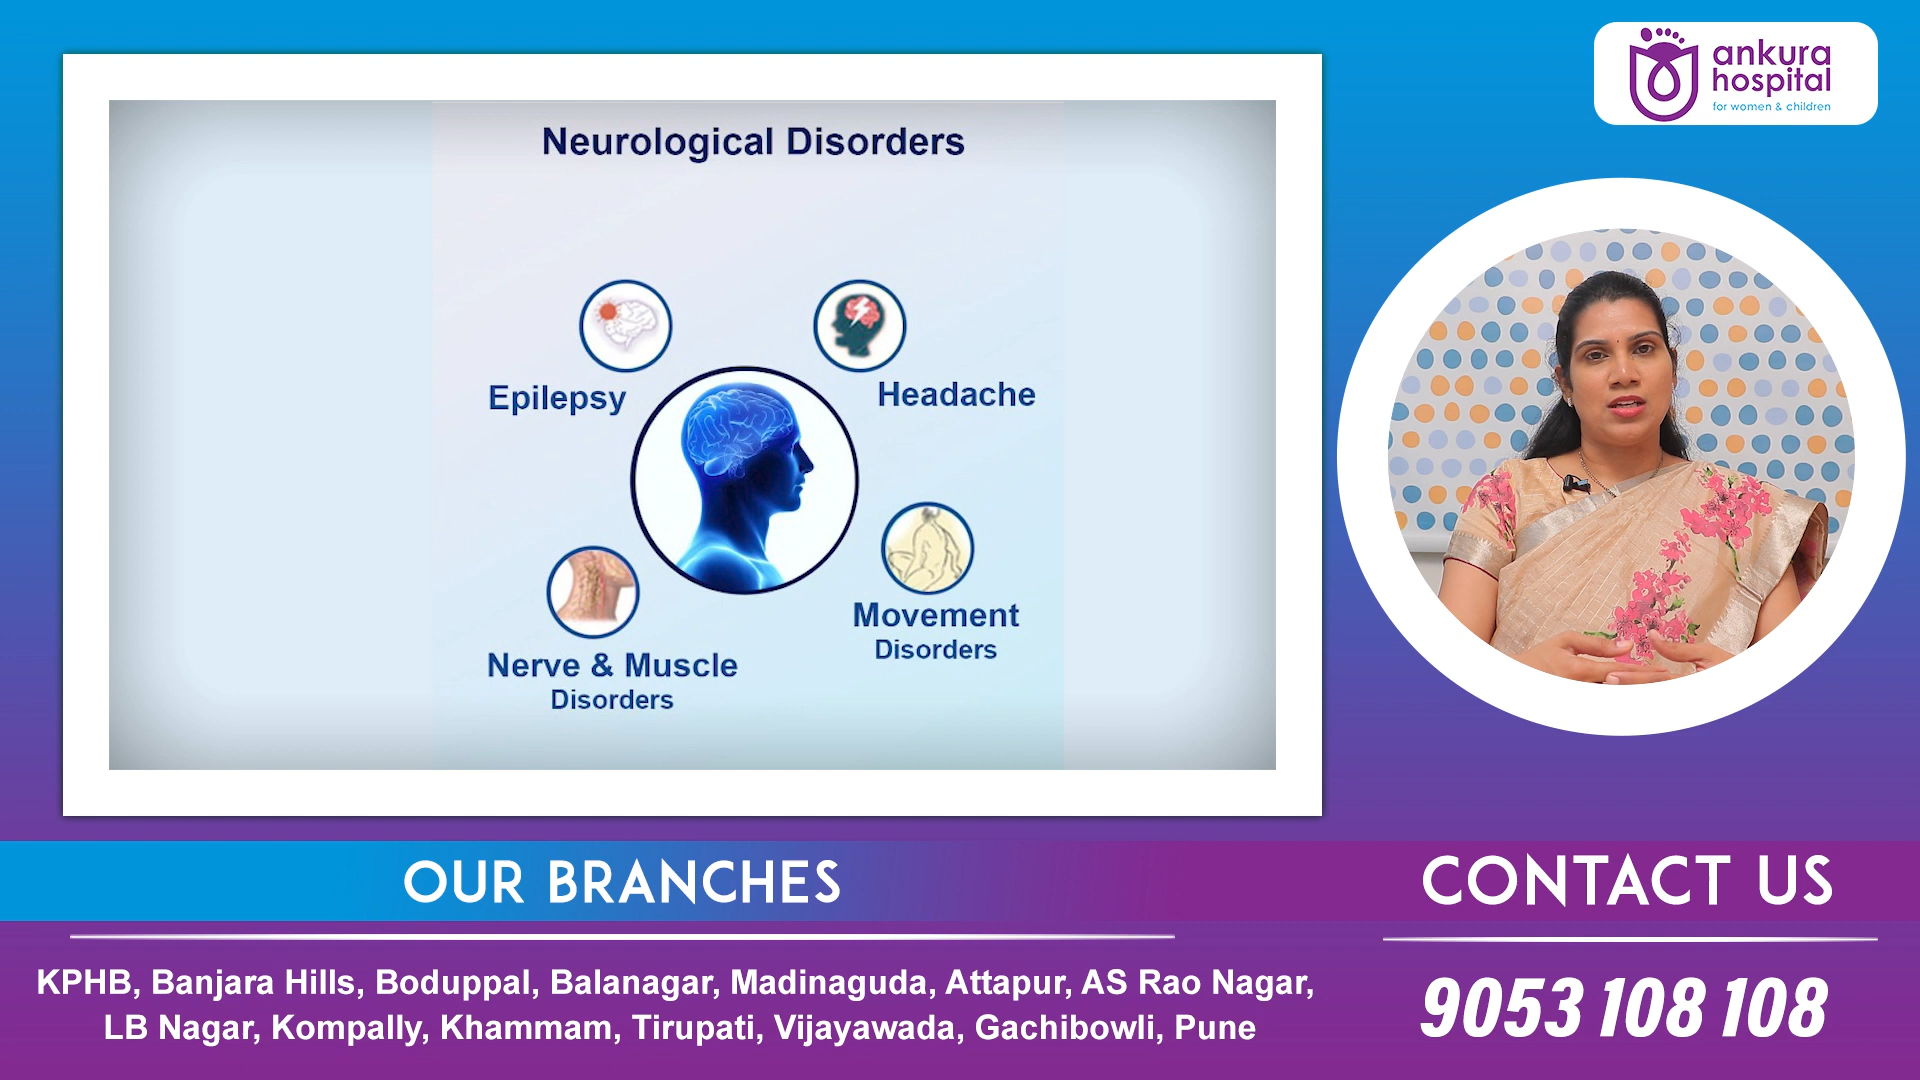 Neurological Disorders
Epilepsy
Headache
Nerve & Muscle
Disorders
Movement
Disorders
ankura
hospital
for women & children
OUR BRANCHES
KPHB, Banjara Hills, Boduppal, Balanagar, Madinaguda, Attapur, AS Rao Nagar,
LB Nagar, Kompally, Khammam, Tirupati, Vijayawada, Gachibowli, Pune
CONTACT US
9053 108 108